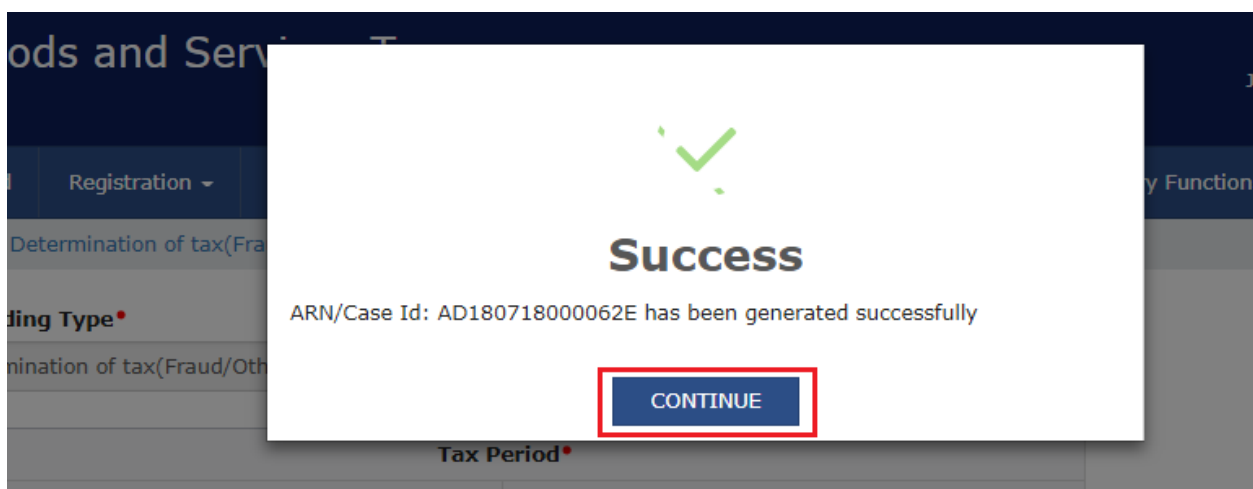 ods and Serv
J
Registration
y Function
Determination of tax(Fra
Success
ding Type•
ARN/Case Id: AD180718000062E has been generated successfully
mination of tax(Fraud/Oth
CONTINUE
Tax Period•